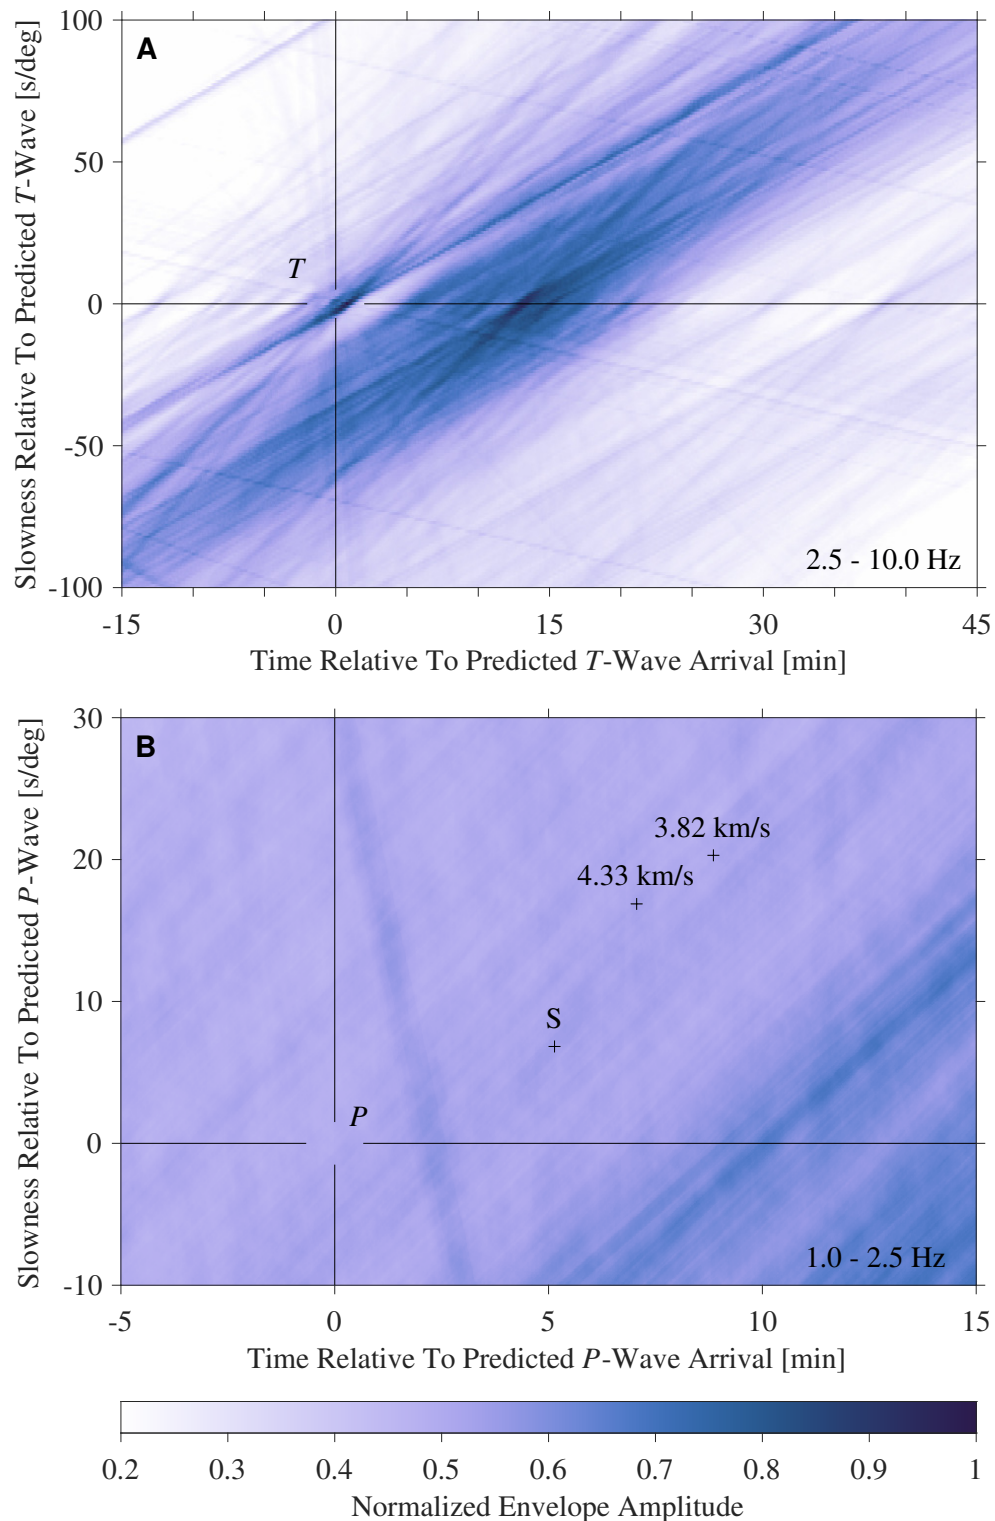 A
Slowness Relative To Predicted T-Wave [s/deg]
100
50
0
-50
-100
T
2.5 - 10.0 Hz
-15 0 15 30 45
Time Relative To Predicted T-Wave Arrival [min]
B
Slowness Relative To Predicted P-Wave [s/deg]
30
20
10
0
-10
3.82 km/s
4.33 km/s
S
P
1.0 - 2.5 Hz
-5 0 5 10 15
Time Relative To Predicted P-Wave Arrival [min]
0.2 0.3 0.4 0.5 0.6 0.7 0.8 0.9 1
Normalized Envelope Amplitude